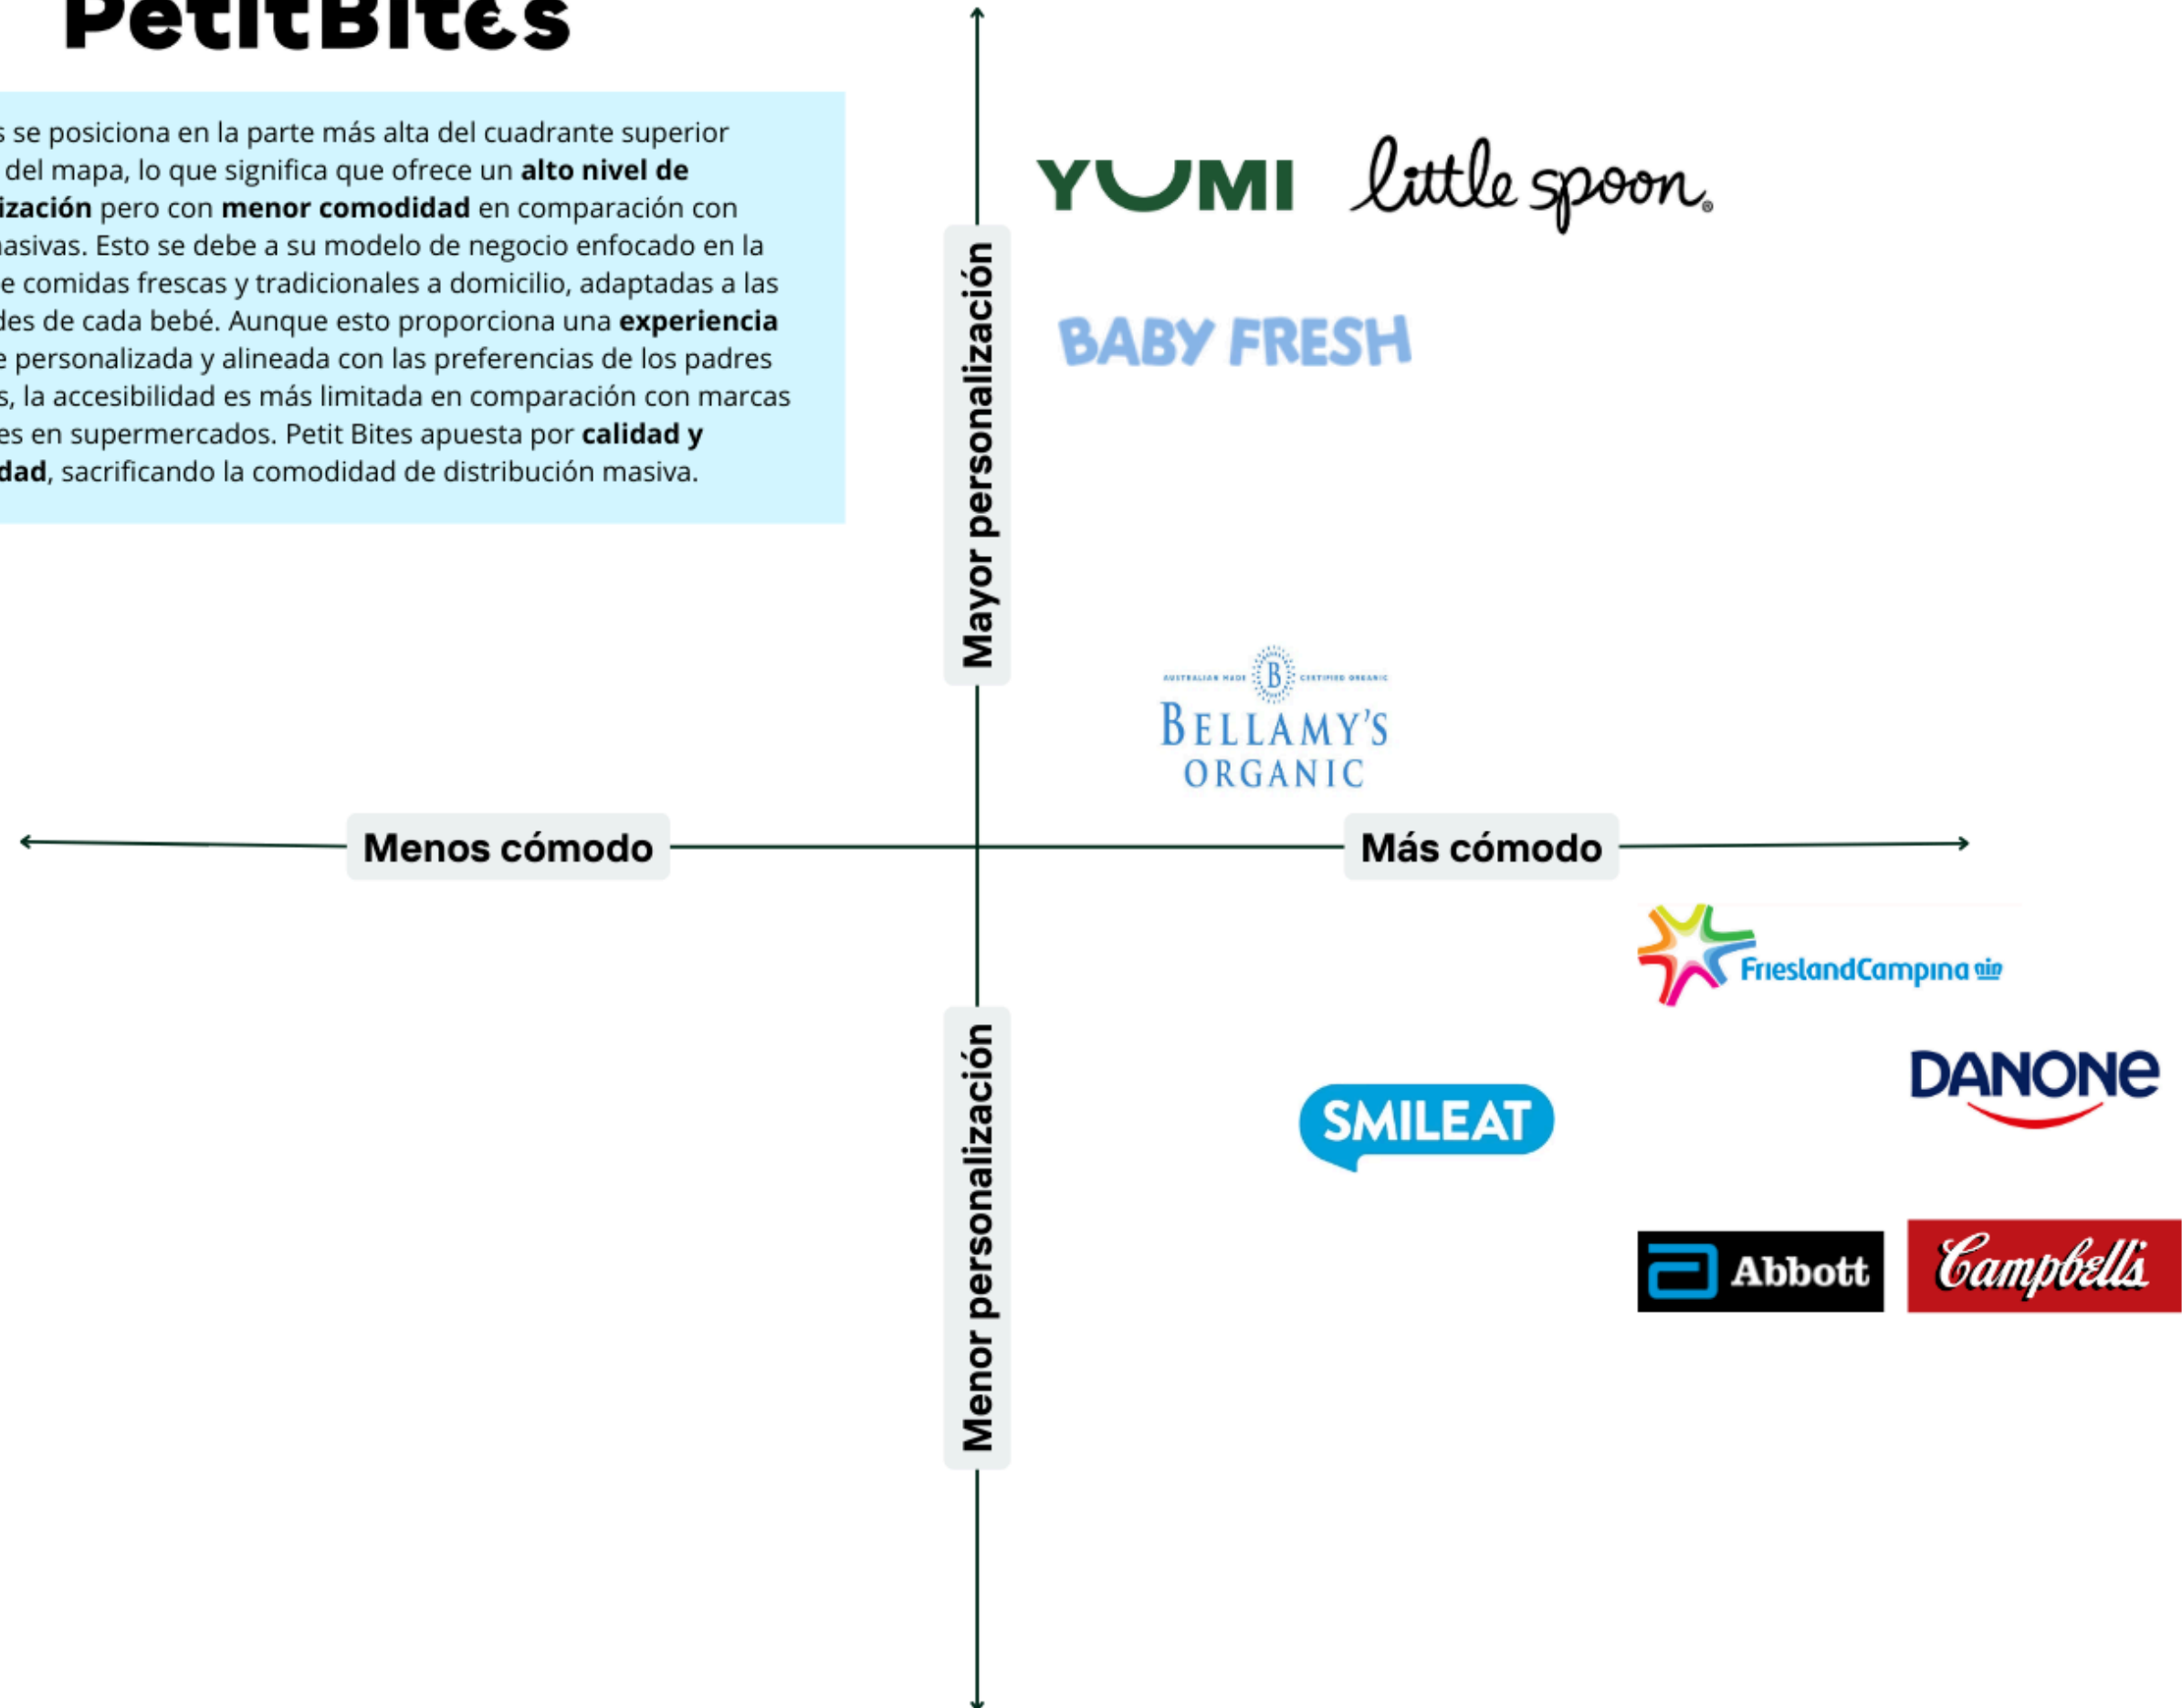 PetitBites
s se posiciona en la parte más alta del cuadrante superior
del mapa, lo que significa que ofrece un alto nivel de
ización pero con menor comodidad en comparación con
asivas. Esto se debe a su modelo de negocio enfocado en la
e comidas frescas y tradicionales a domicilio, adaptadas a las
des de cada bebé. Aunque esto proporciona una experiencia
e personalizada y alineada con las preferencias de los padres
s, la accesibilidad es más limitada en comparación con marcas
es en supermercados. Petit Bites apuesta por calidad y
dad, sacrificando la comodidad de distribución masiva.
YUMI
little spoon®
BABY FRESH
Mayor personalización
AUSTRALIAN MADE B CERTIFIED ORGANIC
BELLAMY'S
ORGANIC
Menos cómodo
Más cómodo
FrieslandCampina
DANONE
SMILEAT
Menor personalización
Abbott
Campbell's